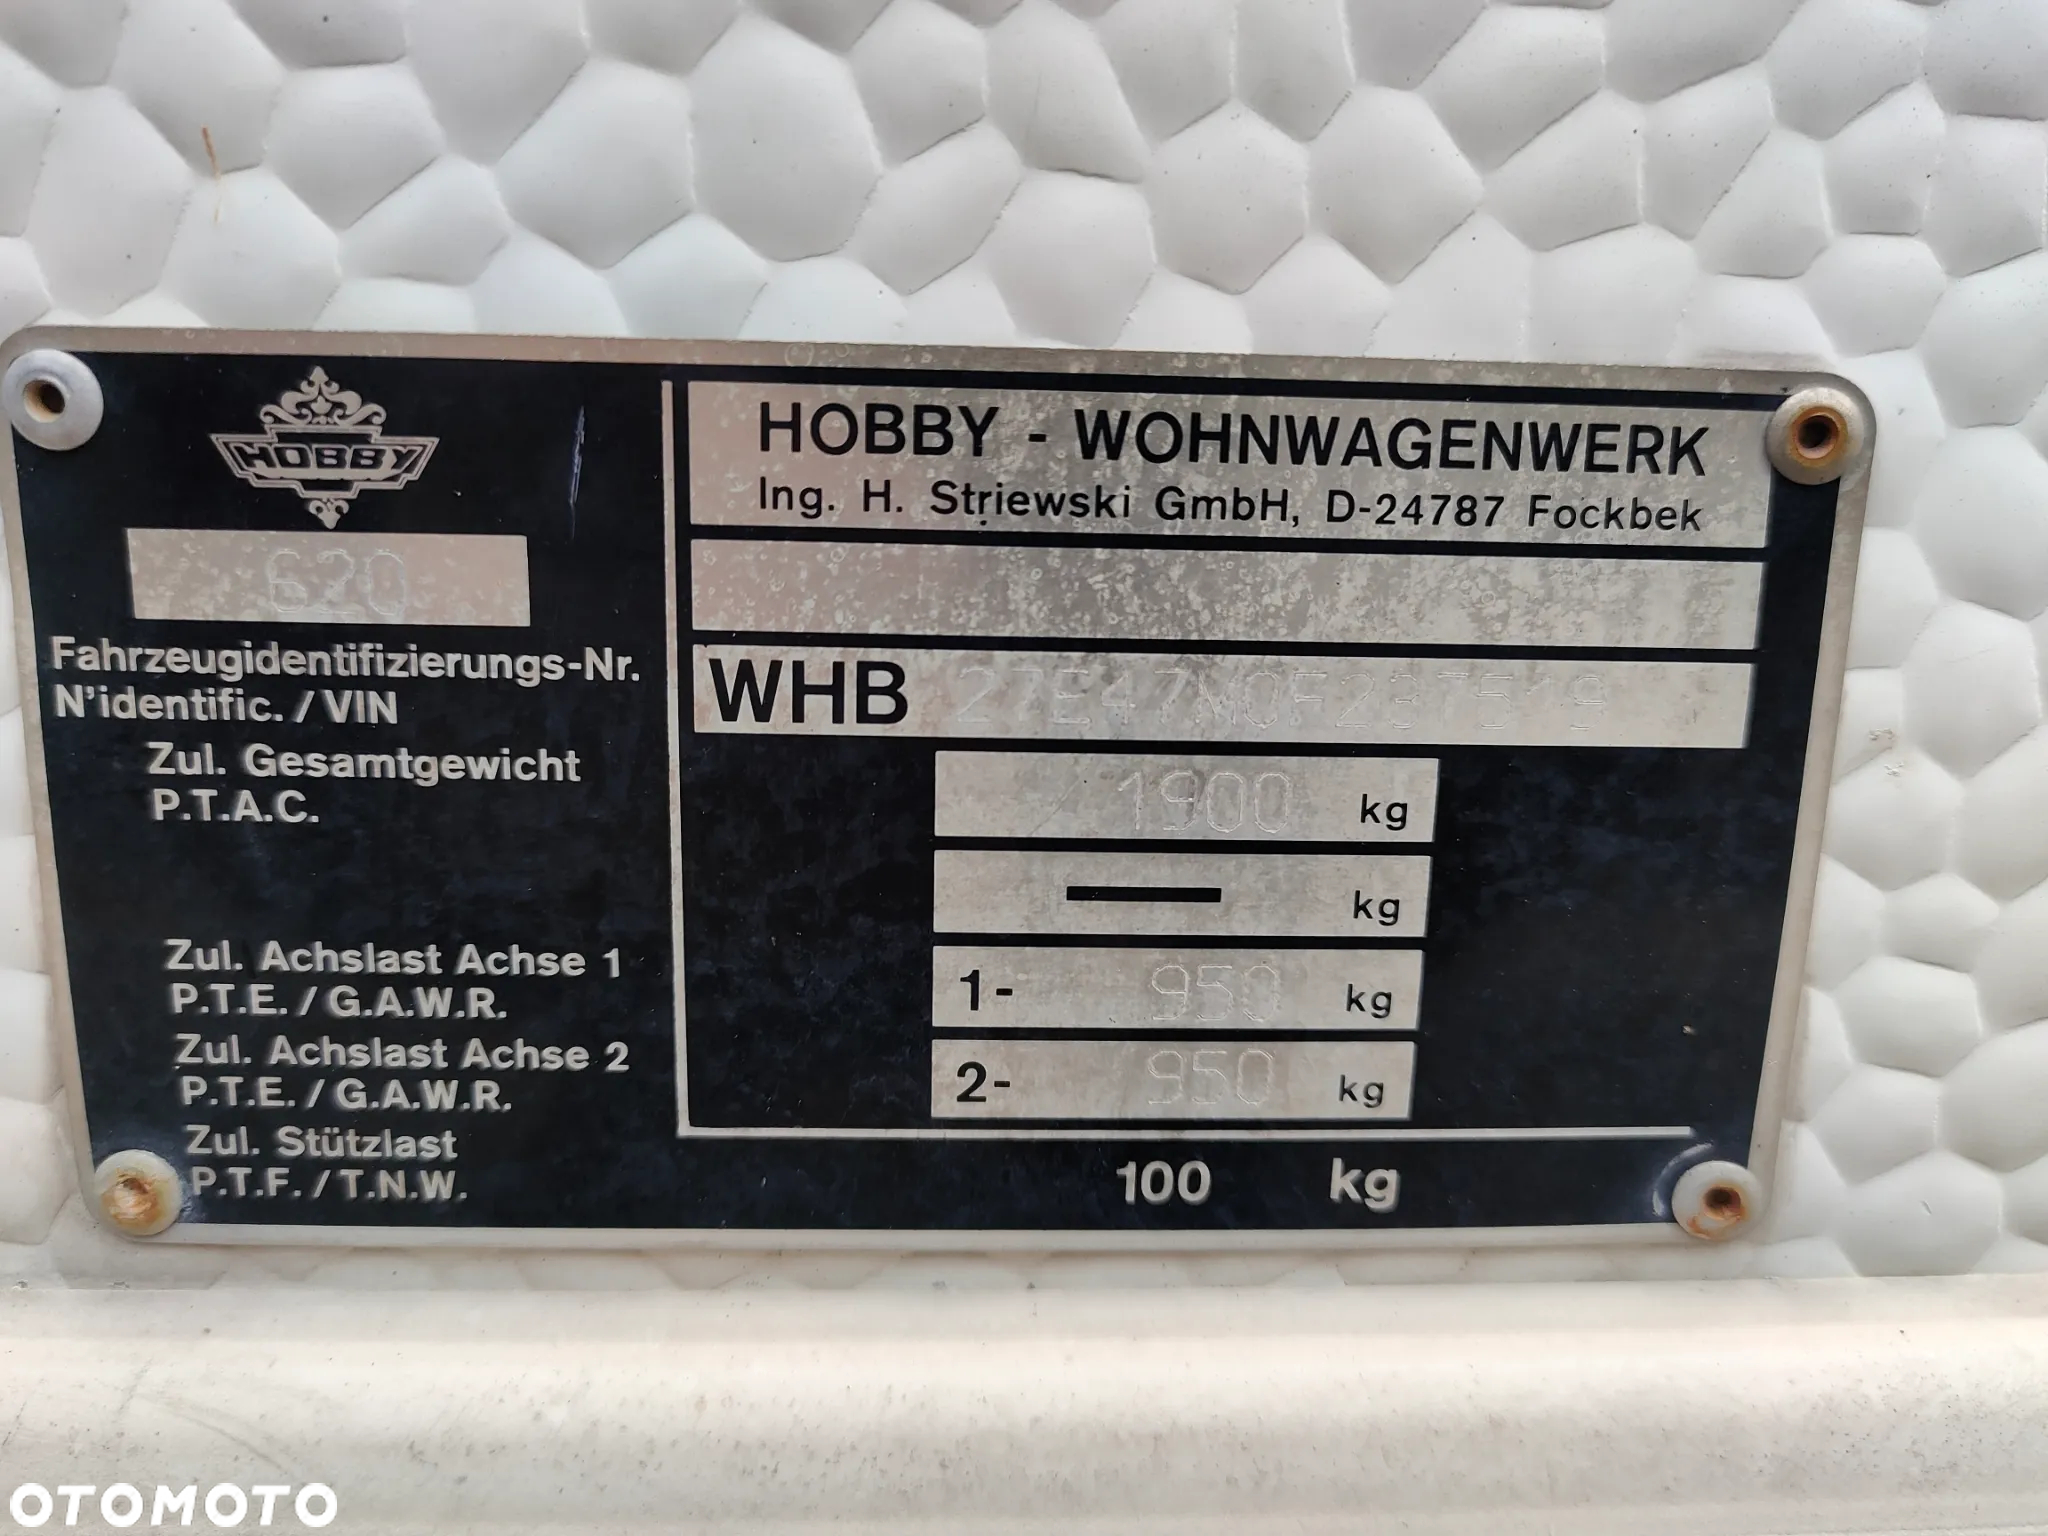 HOBBY
620
HOBBY - WOHNWAGENWERK
Ing. H. Striewski GmbH, D-24787 Fockbek
Fahrzeugidentifizierungs-Nr.
N'identific. / VIN
WHB
Zul. Gesamtgewicht
P.T.A.C.
1900 kg
— kg
Zul. Achslast Achse 1
P.T.E. / G.A.W.R.
1- 950 kg
Zul. Achslast Achse 2
P.T.E. / G.A.W.R.
2- 950 kg
Zul. Stützlast
P.T.F. / T.N.W.
100 kg
OTOMOTO